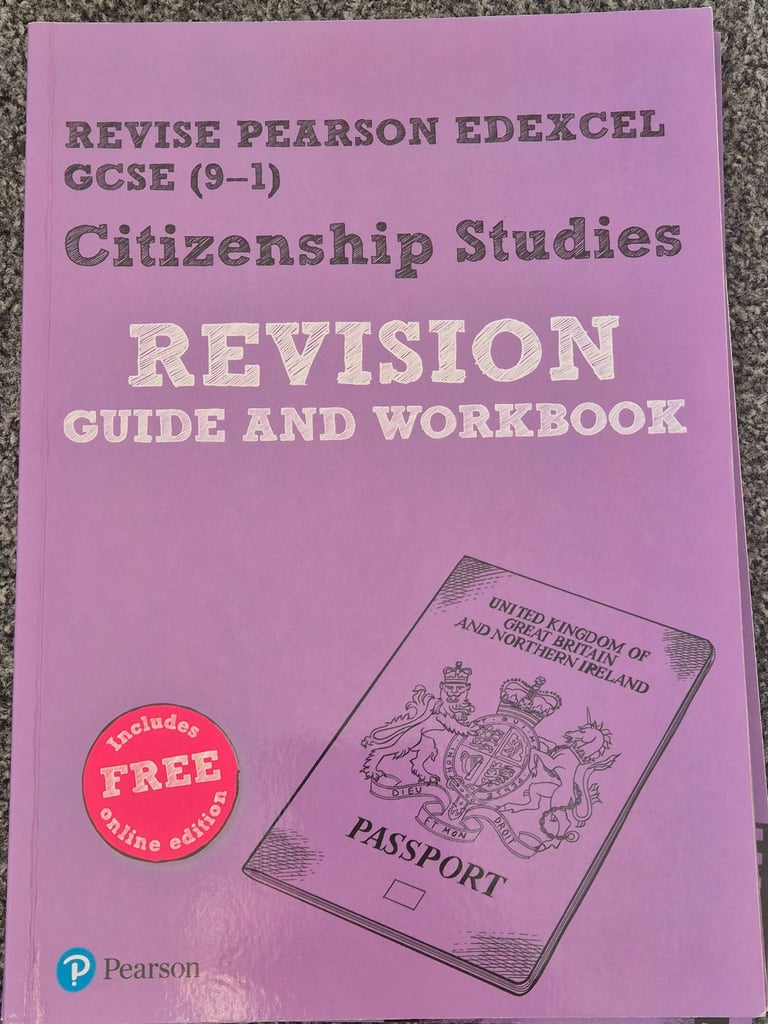 REVISE PEARSON EDEXCEL
GCSE (9–1)
Citizenship Studies
REVISION
GUIDE AND WORKBOOK
UNITED KINGDOM OF
GREAT BRITAIN
AND NORTHERN IRELAND
DIEU
ET MON
DROIT
PASSPORT
Includes
FREE
online edition
Pearson